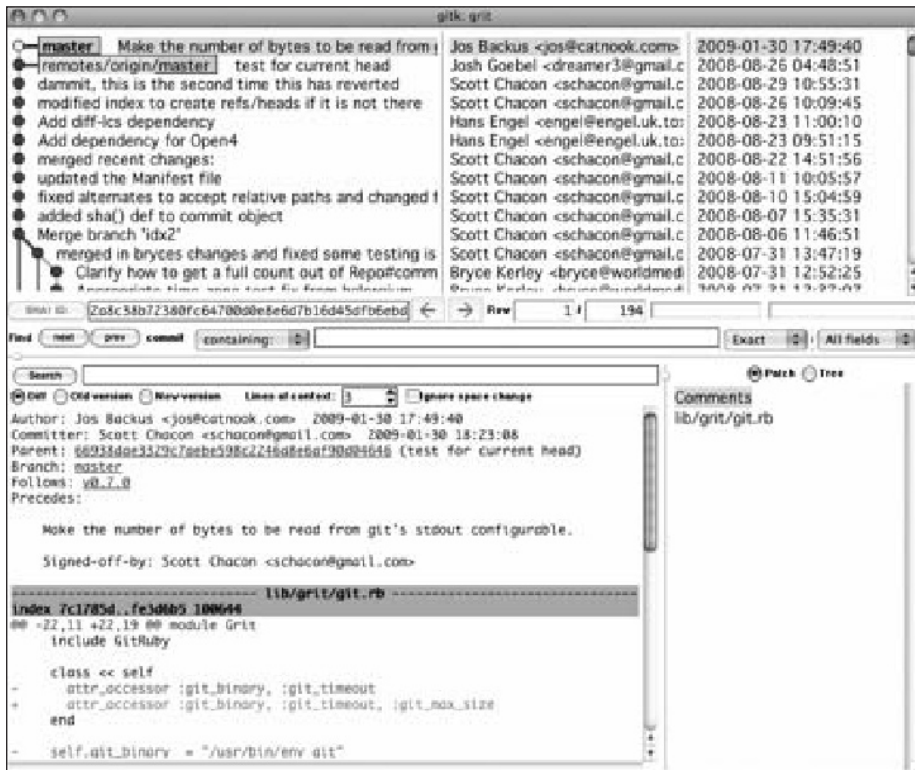 gitk: grit
master Make the number of bytes to be read from
Jos Backus <jos@catnook.com>
2009-01-30 17:49:40
remotes/origin/master test for current head
Josh Goebel <dreamer3@gmail.c
2008-08-26 04:48:51
dammit, this is the second time this has reverted
Scott Chacon <schacon@gmail.c
2008-08-29 10:55:31
modified index to create refs/heads if it is not there
Scott Chacon <schacon@gmail.c
2008-08-26 10:09:45
Add diff-lcs dependency
Hans Engel <engel@engel.uk.to>
2008-08-23 11:00:10
Add dependency for Open4
Hans Engel <engel@engel.uk.to>
2008-08-23 09:51:15
merged recent changes:
Scott Chacon <schacon@gmail.c
2008-08-22 14:51:56
updated the Manifest file
Scott Chacon <schacon@gmail.c
2008-08-11 10:05:57
fixed alternates to accept relative paths and changed f
Scott Chacon <schacon@gmail.c
2008-08-10 15:04:59
added sha() def to commit object
Scott Chacon <schacon@gmail.c
2008-08-07 15:35:31
Merge branch 'idx2'
Scott Chacon <schacon@gmail.c
2008-08-06 11:46:51
merged in bryces changes and fixed some testing is
Scott Chacon <schacon@gmail.c
2008-07-31 13:47:19
Clarify how to get a full count out of Repo#comm
Bryce Kerley <bryce@worldmedi
2008-07-31 12:52:25
SHA1 ID:
Row 1 / 194
Find next prev commit containing: Exact All fields
Search
Diff Old version New version Lines of context: 3 Ignore space change
Patch Tree
Author: Jos Backus <jos@catnook.com> 2009-01-30 17:49:40
Committer: Scott Chacon <schacon@gmail.com> 2009-01-30 18:23:08
Parent: (test for current head)
Branch: master
Follows: v0.7.0
Precedes:
Make the number of bytes to be read from git's stdout configurable.
Signed-off-by: Scott Chacon <schacon@gmail.com>
lib/grit/git.rb
index 7c1785d..fe3d6b5 100644
@@ -22,11 +22,19 @@ module Grit
include GitRuby
class << self
- attr_accessor :git_binary, :git_timeout
+ attr_accessor :git_binary, :git_timeout, :git_max_size
end
- self.git_binary = "/usr/bin/env git"
Comments
lib/grit/git.rb